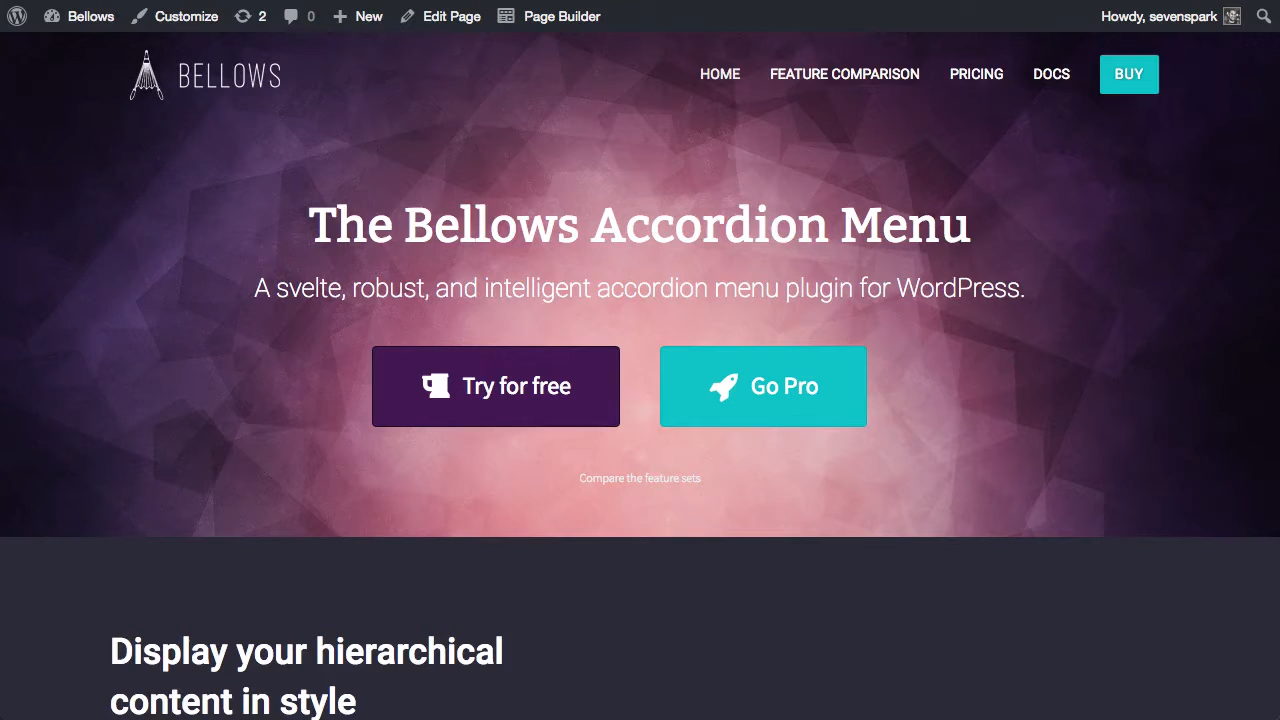 Bellows Customize 2 0 New Edit Page Page Builder Howdy, sevenspark
BELLOWS HOME FEATURE COMPARISON PRICING DOCS BUY
The Bellows Accordion Menu
A svelte, robust, and intelligent accordion menu plugin for WordPress.
Try for free Go Pro
Compare the feature sets
Display your hierarchical
content in style